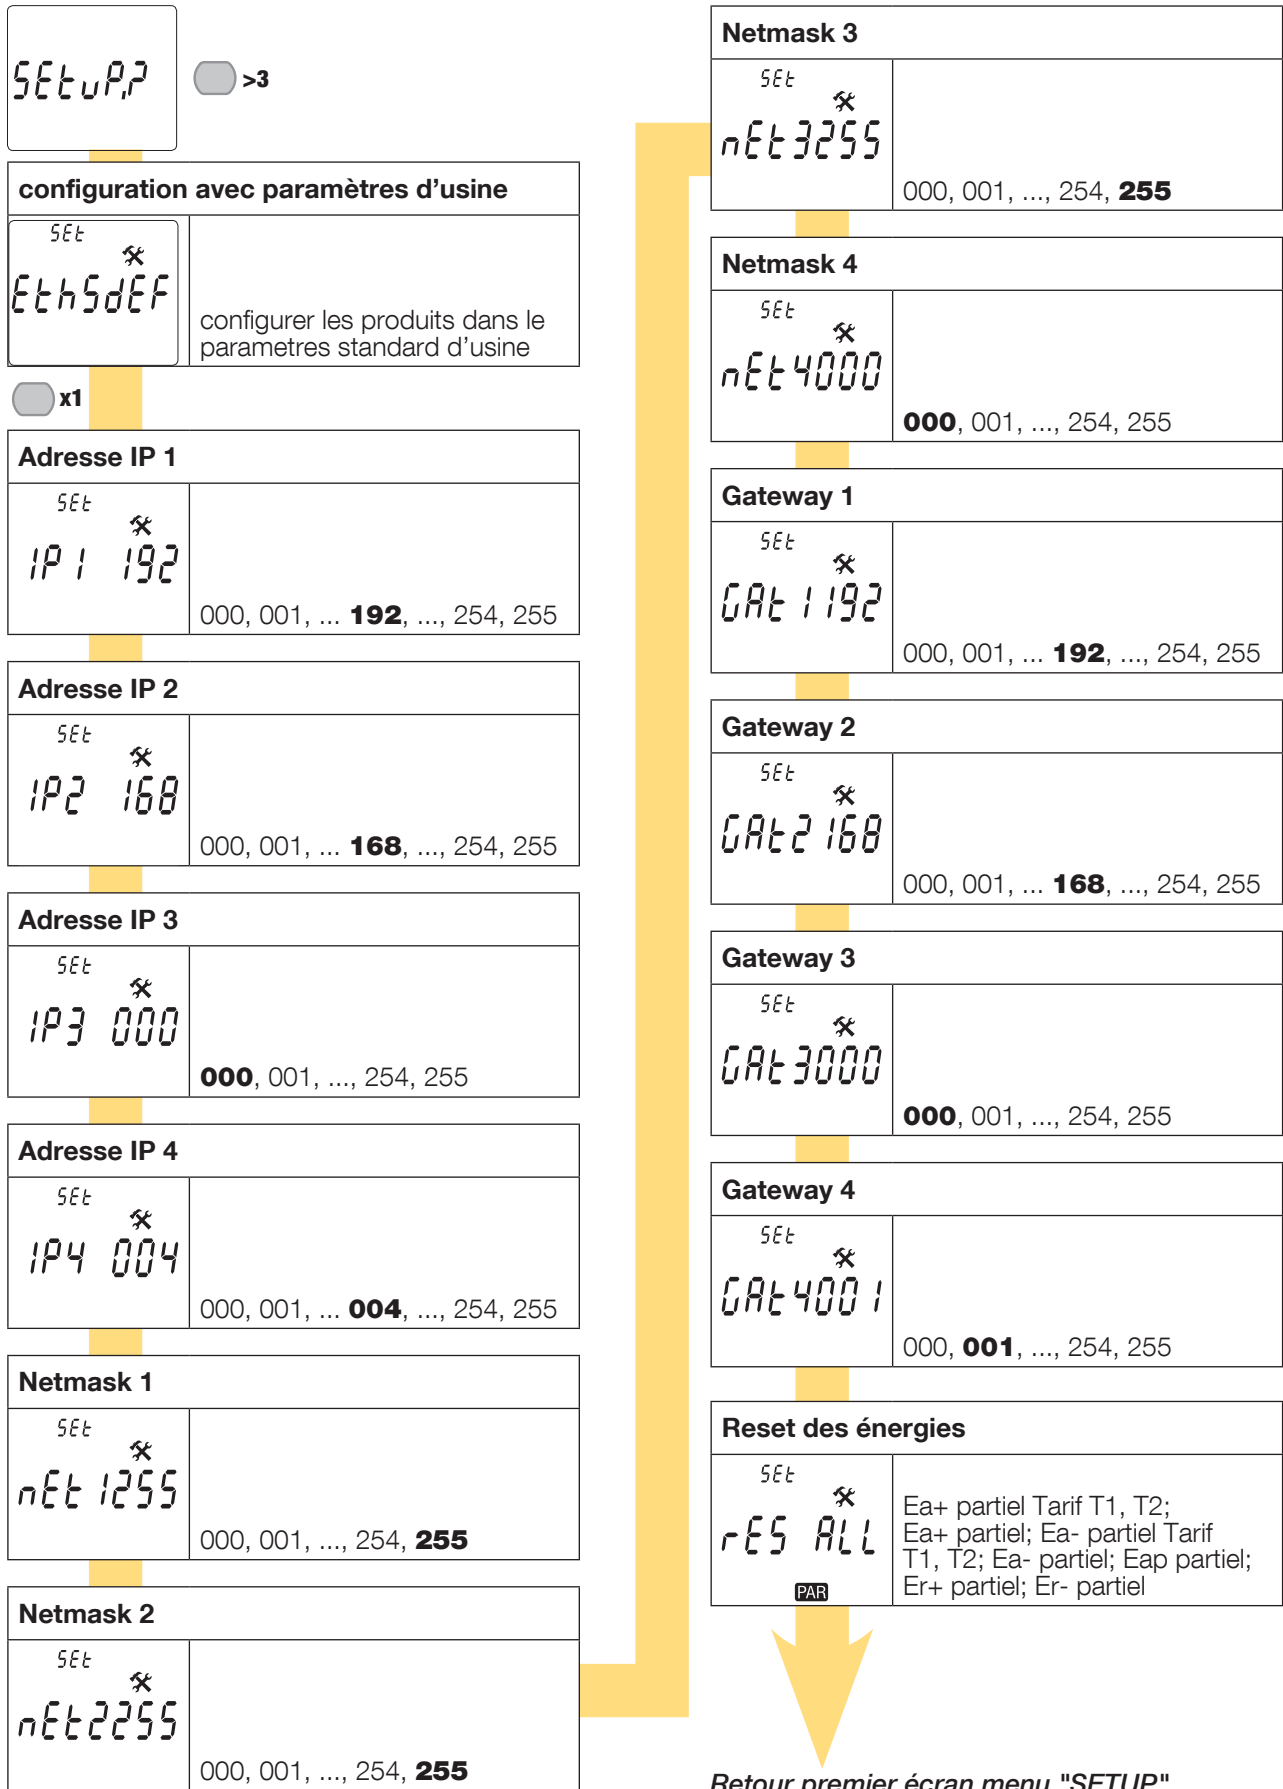 SEtuP.?
>3
configuration avec paramètres d'usine
SEt
EthSdEF
configurer les produits dans le
parametres standard d'usine
x1
Adresse IP 1
SEt
IP1 192
000, 001, ... 192, ..., 254, 255
Adresse IP 2
SEt
IP2 168
000, 001, ... 168, ..., 254, 255
Adresse IP 3
SEt
IP3 000
000, 001, ..., 254, 255
Adresse IP 4
SEt
IP4 004
000, 001, ... 004, ..., 254, 255
Netmask 1
SEt
nEt1255
000, 001, ..., 254, 255
Netmask 2
SEt
nEt2255
000, 001, ..., 254, 255
Netmask 3
SEt
nEt3255
000, 001, ..., 254, 255
Netmask 4
SEt
nEt4000
000, 001, ..., 254, 255
Gateway 1
SEt
GAt1192
000, 001, ... 192, ..., 254, 255
Gateway 2
SEt
GAt2168
000, 001, ... 168, ..., 254, 255
Gateway 3
SEt
GAt3000
000, 001, ..., 254, 255
Gateway 4
SEt
GAt4001
000, 001, ..., 254, 255
Reset des énergies
SEt
rES ALL
PAR
Ea+ partiel Tarif T1, T2;
Ea+ partiel; Ea- partiel Tarif
T1, T2; Ea- partiel; Eap partiel;
Er+ partiel; Er- partiel
Retour premier écran menu "SETUP"